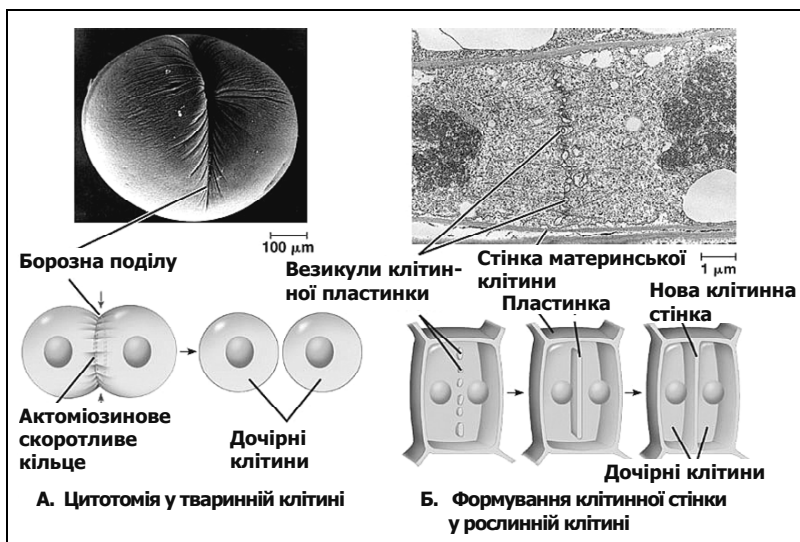 100 µm
Борозна поділу
Актоміозинове
скоротливе
кільце
Дочірні
клітини
А. Цитотомія у тваринній клітині
1 µm
Везикули клітин-
ної пластинки
Стінка материнської
клітини
Пластинка
Нова клітинна
стінка
Дочірні клітини
Б. Формування клітинної стінки
у рослинній клітині